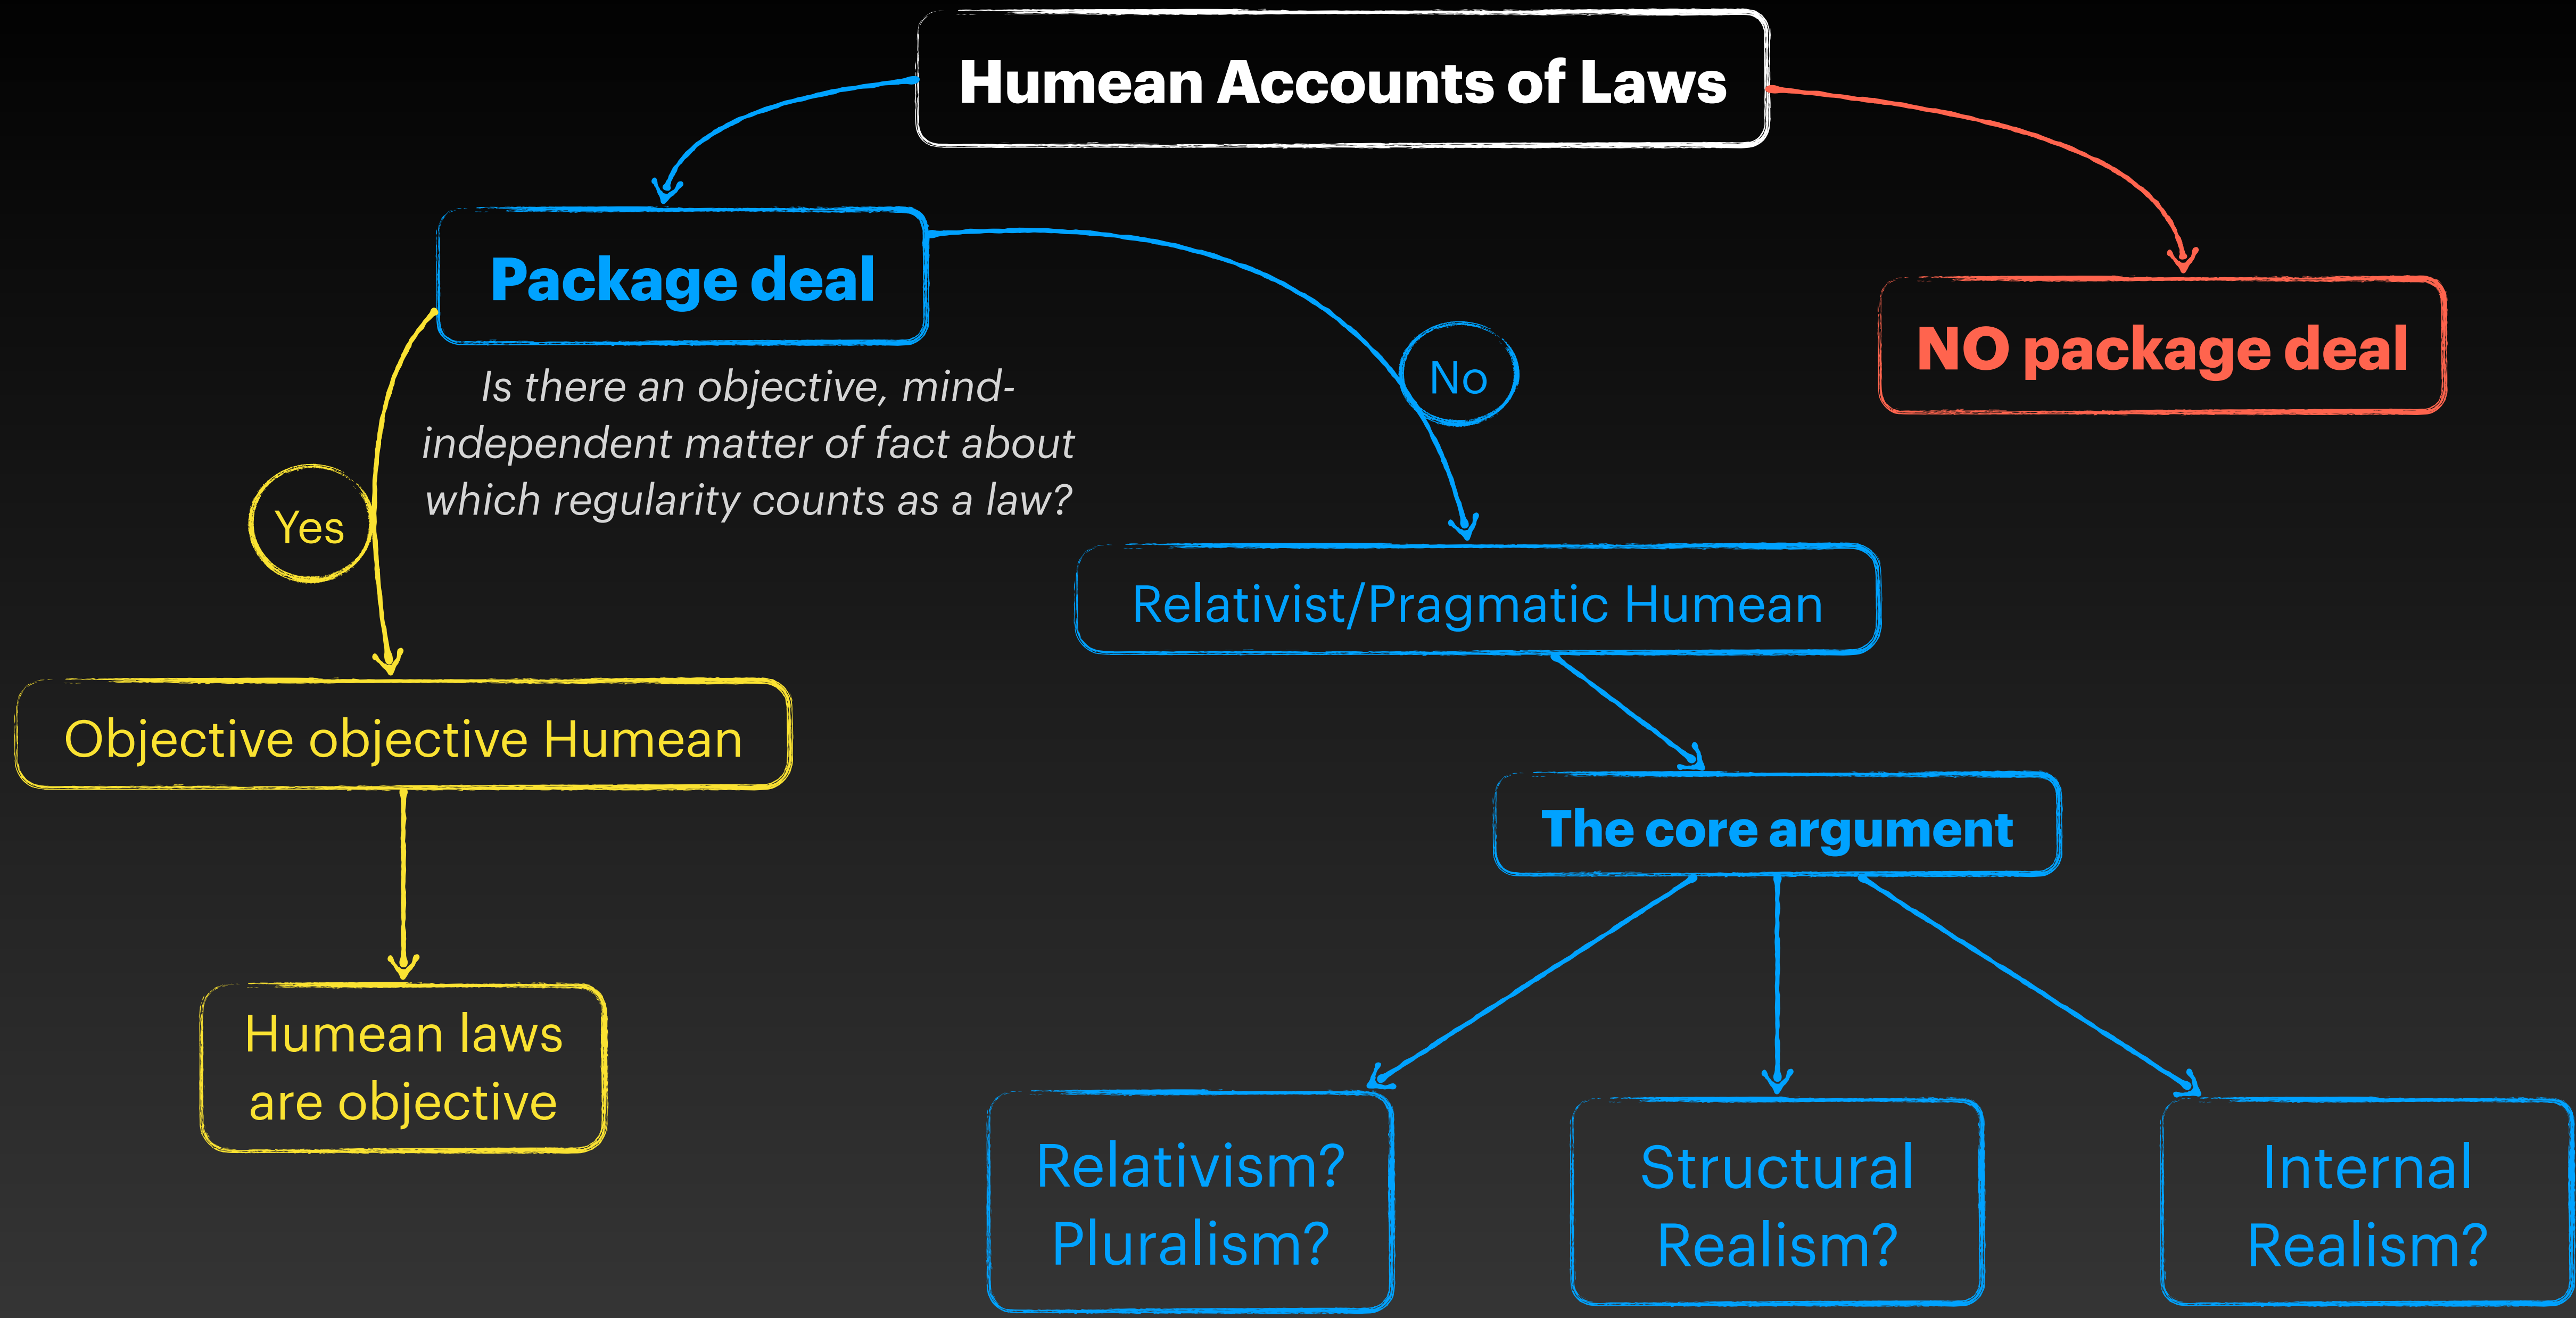 Humean Accounts of Laws
Package deal
NO package deal
Is there an objective, mind-
independent matter of fact about
which regularity counts as a law?
No
Yes
Relativist/Pragmatic Humean
Objective objective Humean
The core argument
Humean laws
are objective
Relativism?
Pluralism?
Structural
Realism?
Internal
Realism?